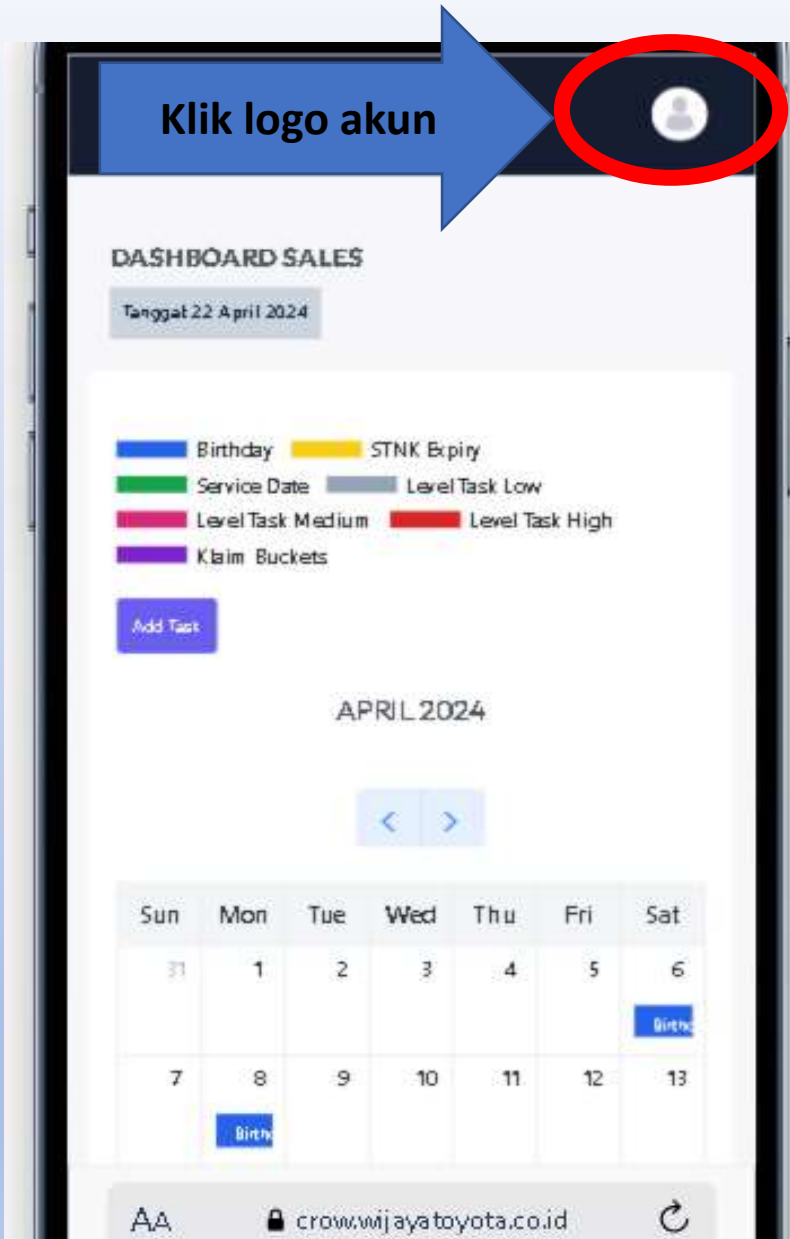 Klik logo akun
DASHBOARD SALES
Tanggal 22 April 2024
Birthday STNK Expiry
Service Date Level Task Low
Level Task Medium Level Task High
Klaim Buckets
Add Task
APRIL 2024
< >
Sun Mon Tue Wed Thu Fri Sat
31 1 2 3 4 5 6
Birthd
7 8 9 10 11 12 13
Birthd
AA crow.wijayatoyota.co.id